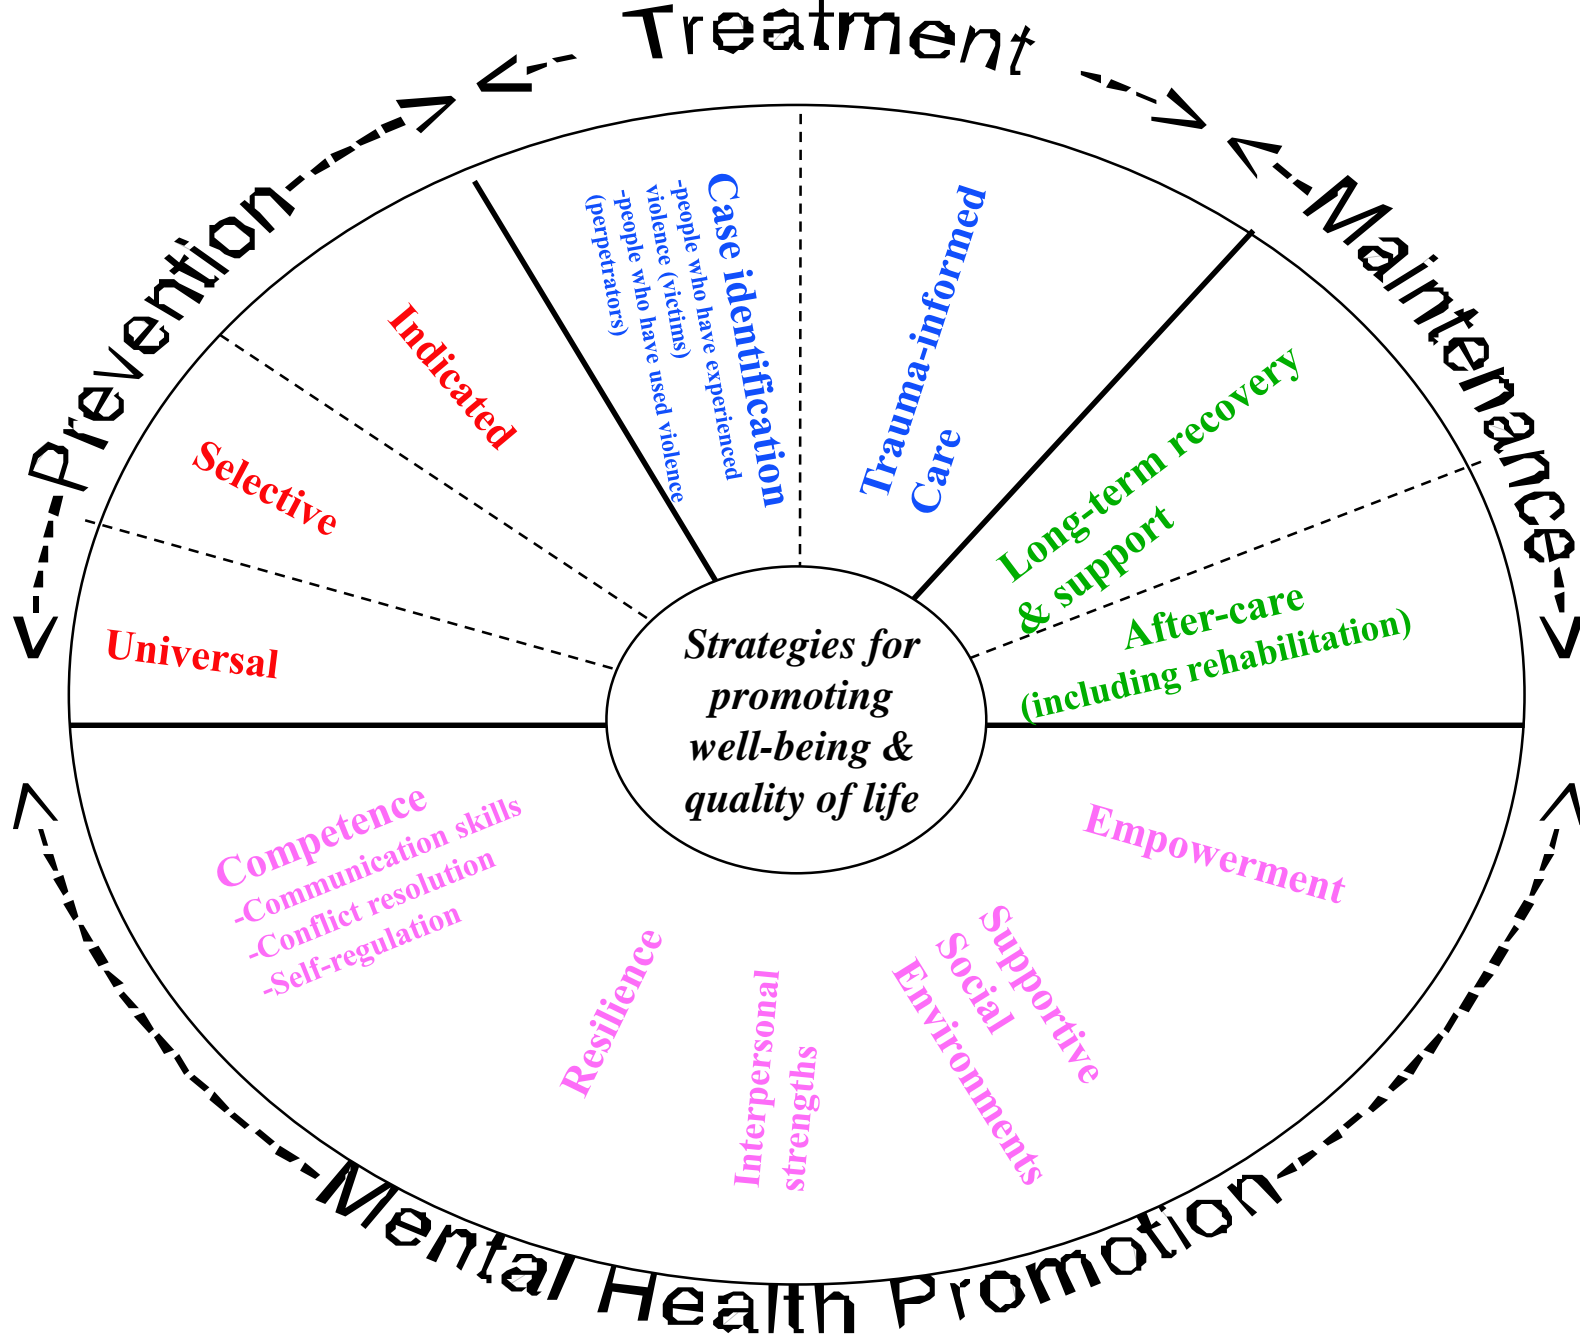 Treatment
Prevention
Maintenance
Universal
Selective
Indicated
Case identification
-people who have experienced
violence (victims)
-people who have used violence
(perpetrators)
Trauma-informed
Care
Long-term recovery
& support
After-care
(including rehabilitation)
Strategies for
promoting
well-being &
quality of life
Competence
-Communication skills
-Conflict resolution
-Self-regulation
Resilience
Interpersonal
strengths
Supportive
Social
Environments
Empowerment
Mental Health Promotion